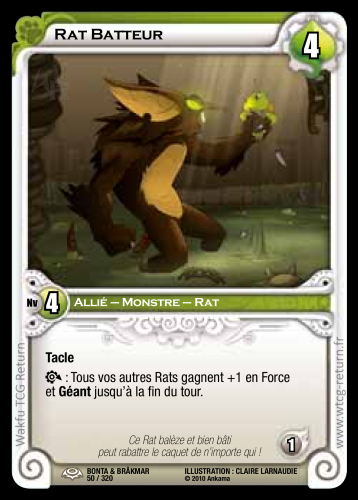 Rat Batteur
4
Nv 4 Allié – Monstre – Rat
Tacle
: Tous vos autres Rats gagnent +1 en Force
et Géant jusqu'à la fin du tour.
Ce Rat balèze et bien bâti
peut rabattre le caquet de n'importe qui !
1
BONTA & BRÂKMAR
50 / 320
ILLUSTRATION : CLAIRE LARNAUDIE
© 2010 Ankama
Wakfu TCG Return
www.wtcg-return.fr